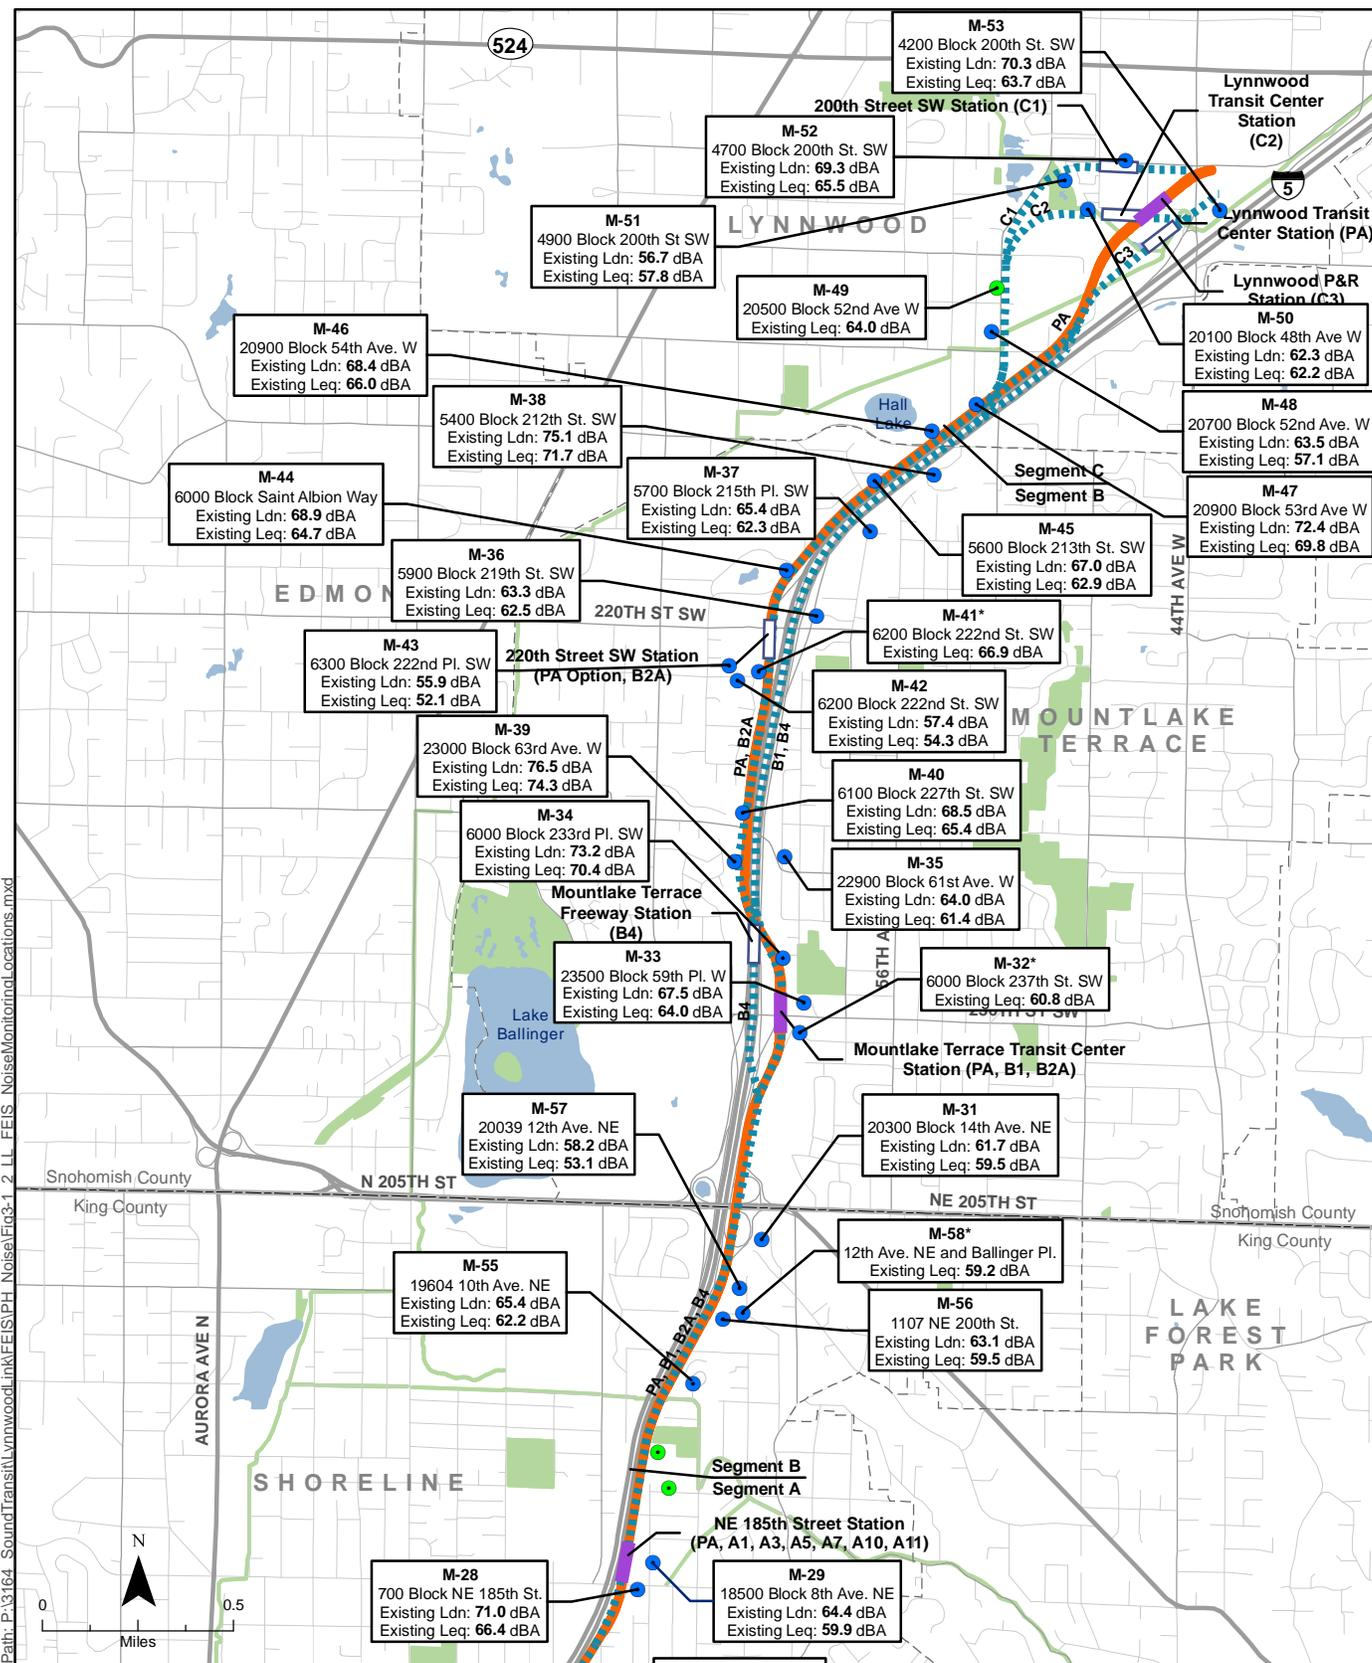 524
M-53
4200 Block 200th St. SW
Existing Ldn: 70.3 dBA
Existing Leq: 63.7 dBA
200th Street SW Station (C1)
Lynnwood
Transit Center
Station
(C2)
M-52
4700 Block 200th St. SW
Existing Ldn: 69.3 dBA
Existing Leq: 65.5 dBA
5
M-51
4900 Block 200th St SW
Existing Ldn: 56.7 dBA
Existing Leq: 57.8 dBA
LYNNWOOD
C1
C2
C3
PA
Lynnwood Transit
Center Station (PA)
Lynnwood P&R
Station (C3)
M-49
20500 Block 52nd Ave W
Existing Leq: 64.0 dBA
M-50
20100 Block 48th Ave W
Existing Ldn: 62.3 dBA
Existing Leq: 62.2 dBA
M-46
20900 Block 54th Ave. W
Existing Ldn: 68.4 dBA
Existing Leq: 66.0 dBA
M-38
5400 Block 212th St. SW
Existing Ldn: 75.1 dBA
Existing Leq: 71.7 dBA
Hall
Lake
M-48
20700 Block 52nd Ave. W
Existing Ldn: 63.5 dBA
Existing Leq: 57.1 dBA
M-44
6000 Block Saint Albion Way
Existing Ldn: 68.9 dBA
Existing Leq: 64.7 dBA
M-37
5700 Block 215th Pl. SW
Existing Ldn: 65.4 dBA
Existing Leq: 62.3 dBA
Segment C
Segment B
M-47
20900 Block 53rd Ave W
Existing Ldn: 72.4 dBA
Existing Leq: 69.8 dBA
M-45
5600 Block 213th St. SW
Existing Ldn: 67.0 dBA
Existing Leq: 62.9 dBA
44TH AVE W
M-36
5900 Block 219th St. SW
Existing Ldn: 63.3 dBA
Existing Leq: 62.5 dBA
EDMON
220TH ST SW
M-41*
6200 Block 222nd St. SW
Existing Leq: 66.9 dBA
M-43
6300 Block 222nd Pl. SW
Existing Ldn: 55.9 dBA
Existing Leq: 52.1 dBA
220th Street SW Station
(PA Option, B2A)
M-42
6200 Block 222nd St. SW
Existing Ldn: 57.4 dBA
Existing Leq: 54.3 dBA
MOUNTLAKE
TERRACE
PA, B2A
B1, B4
M-39
23000 Block 63rd Ave. W
Existing Ldn: 76.5 dBA
Existing Leq: 74.3 dBA
M-40
6100 Block 227th St. SW
Existing Ldn: 68.5 dBA
Existing Leq: 65.4 dBA
M-34
6000 Block 233rd Pl. SW
Existing Ldn: 73.2 dBA
Existing Leq: 70.4 dBA
M-35
22900 Block 61st Ave. W
Existing Ldn: 64.0 dBA
Existing Leq: 61.4 dBA
Mountlake Terrace
Freeway Station
(B4)
56TH A
M-33
23500 Block 59th Pl. W
Existing Ldn: 67.5 dBA
Existing Leq: 64.0 dBA
B4
M-32*
6000 Block 237th St. SW
Existing Leq: 60.8 dBA
Lake
Ballinger
Mountlake Terrace Transit Center
Station (PA, B1, B2A)
M-57
20039 12th Ave. NE
Existing Ldn: 58.2 dBA
Existing Leq: 53.1 dBA
M-31
20300 Block 14th Ave. NE
Existing Ldn: 61.7 dBA
Existing Leq: 59.5 dBA
Snohomish County
King County
N 205TH ST
NE 205TH ST
Snohomish County
King County
M-58*
12th Ave. NE and Ballinger Pl.
Existing Leq: 59.2 dBA
M-55
19604 10th Ave. NE
Existing Ldn: 65.4 dBA
Existing Leq: 62.2 dBA
M-56
1107 NE 200th St.
Existing Ldn: 63.1 dBA
Existing Leq: 59.5 dBA
LAKE
FOREST
PARK
PA, B1, B2A, B4
AURORA AVE N
SHORELINE
Segment B
Segment A
NE 185th Street Station
(PA, A1, A3, A5, A7, A10, A11)
N
M-28
700 Block NE 185th St.
Existing Ldn: 71.0 dBA
Existing Leq: 66.4 dBA
M-29
18500 Block 8th Ave. NE
Existing Ldn: 64.4 dBA
Existing Leq: 59.9 dBA
0 0.5
Miles
Path: P:\3164_SoundTransit\LynnwoodLink\FEIS\PH_Noise\Fig3-1_2_LL_FEIS_NoiseMonitoringLocations.mxd